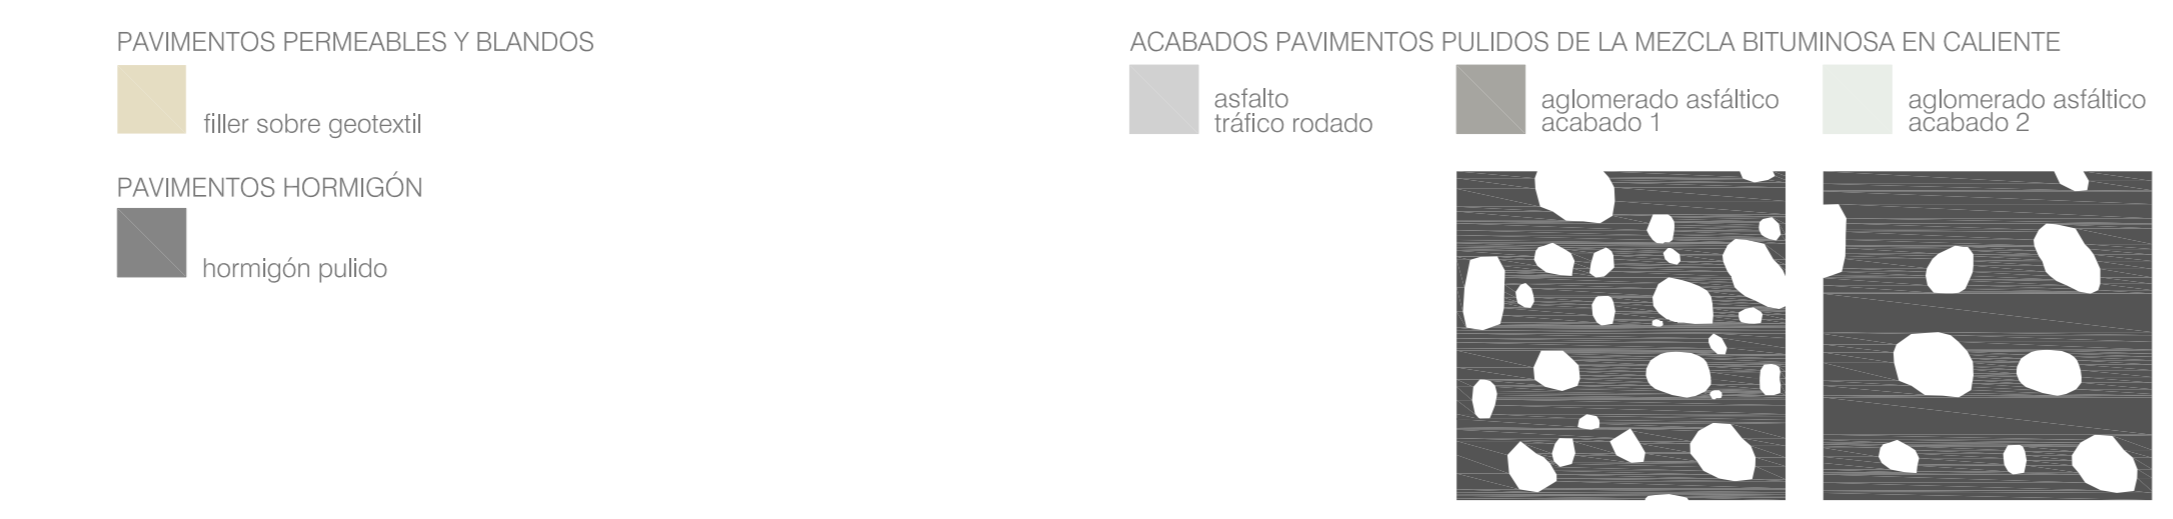 PAVIMENTOS PERMEABLES Y BLANDOS
filler sobre geotextil
PAVIMENTOS HORMIGÓN
hormigón pulido
ACABADOS PAVIMENTOS PULIDOS DE LA MEZCLA BITUMINOSA EN CALIENTE
asfalto
tráfico rodado
aglomerado asfáltico
acabado 1
aglomerado asfáltico
acabado 2